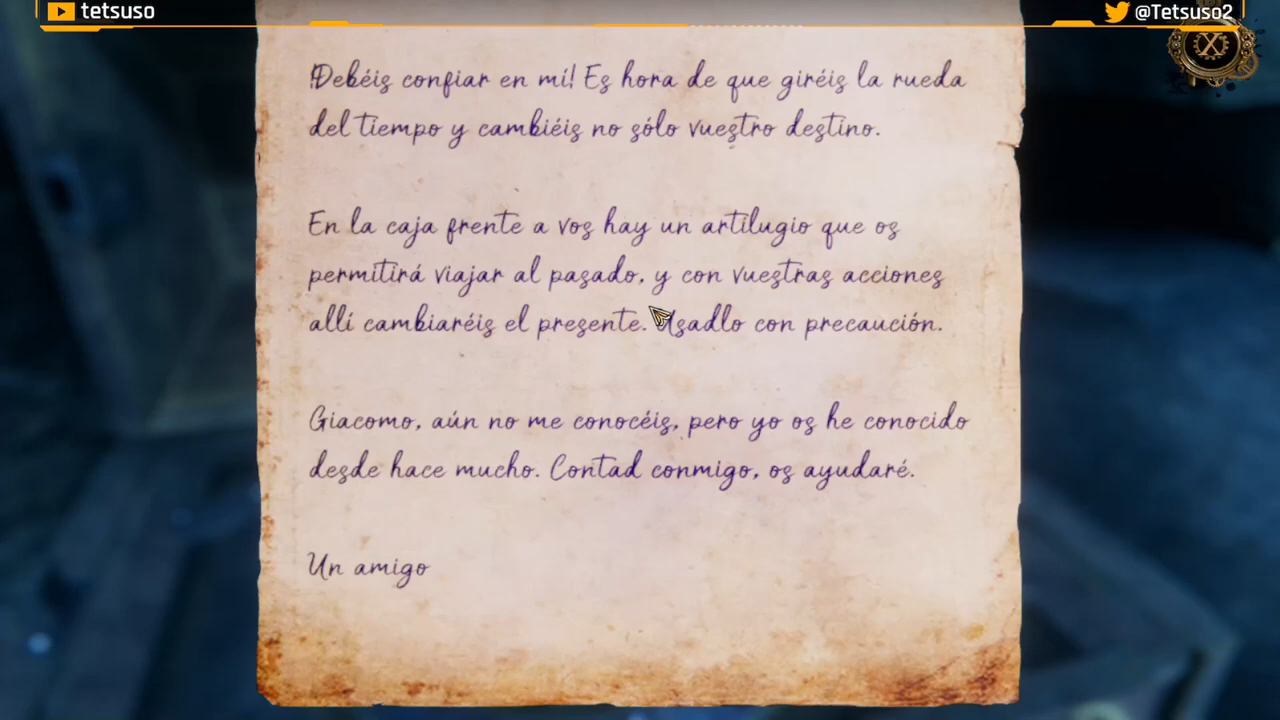 tetsuso
@Tetsuso2
¡Debéis confiar en mí! Es hora de que giréis la rueda
del tiempo y cambiéis no sólo vuestro destino.
En la caja frente a vos hay un artilugio que os
permitirá viajar al pasado, y con vuestras acciones
allí cambiaréis el presente. Usadlo con precaución.
Giacomo, aún no me conocéis, pero yo os he conocido
desde hace mucho. Contad conmigo, os ayudaré.
Un amigo